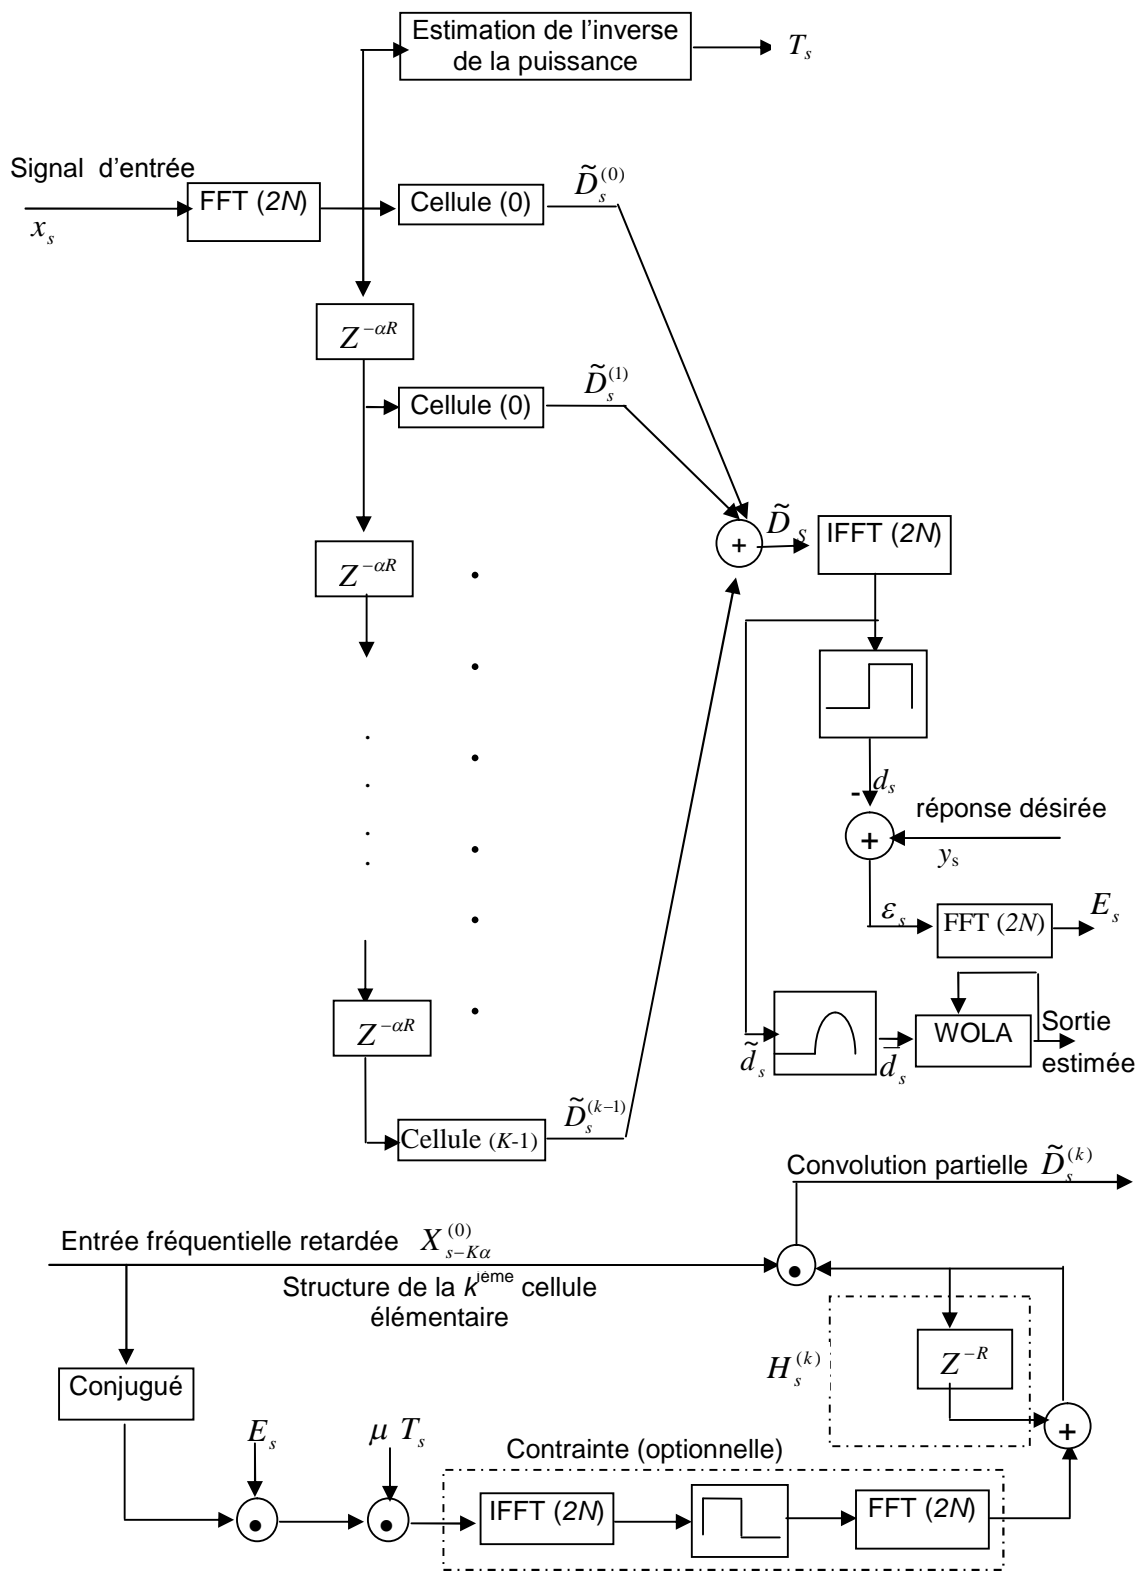 Estimation de l'inverse
de la puissance
T_s
Signal d'entrée
x_s
FFT (2N)
Cellule (0)
D̃_s^(0)
Z^{-αR}
Cellule (0)
D̃_s^(1)
Z^{-αR}
+
D̃_s
IFFT (2N)
-
d_s
réponse désirée
+
y_s
ε_s
FFT (2N)
E_s
Z^{-αR}
d̃_s
d̄_s
WOLA
Sortie
estimée
Cellule (K-1)
D̃_s^(k-1)
Convolution partielle D̃_s^(k)
Entrée fréquentielle retardée X_{s-Kα}^(0)
Structure de la k^ième cellule
élémentaire
Conjugué
H_s^(k)
Z^{-R}
+
E_s
μ T_s
Contrainte (optionnelle)
IFFT (2N)
FFT (2N)